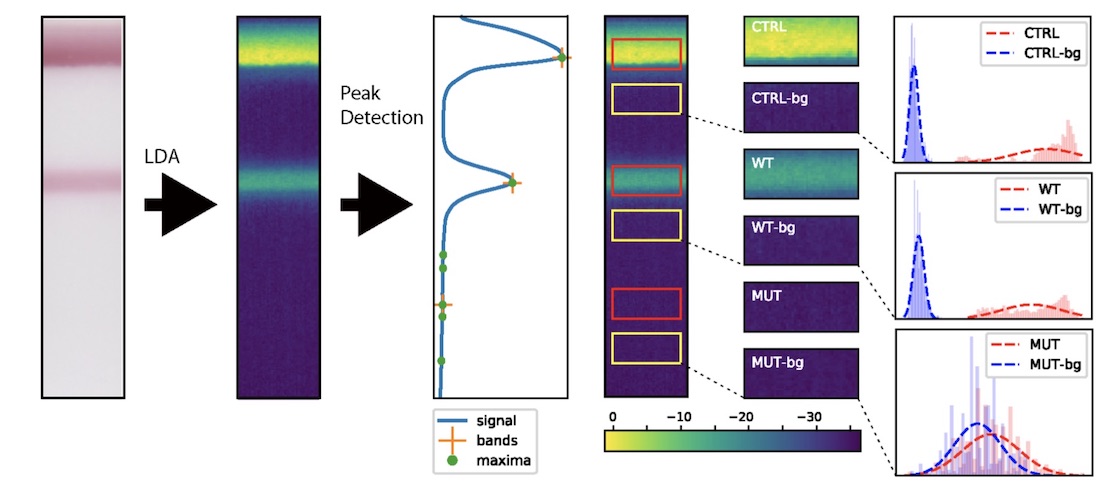 LDA
Peak
Detection
signal
bands
maxima
0 −10 −20 −30
CTRL
CTRL-bg
WT
WT-bg
MUT
MUT-bg
CTRL
CTRL-bg
WT
WT-bg
MUT
MUT-bg